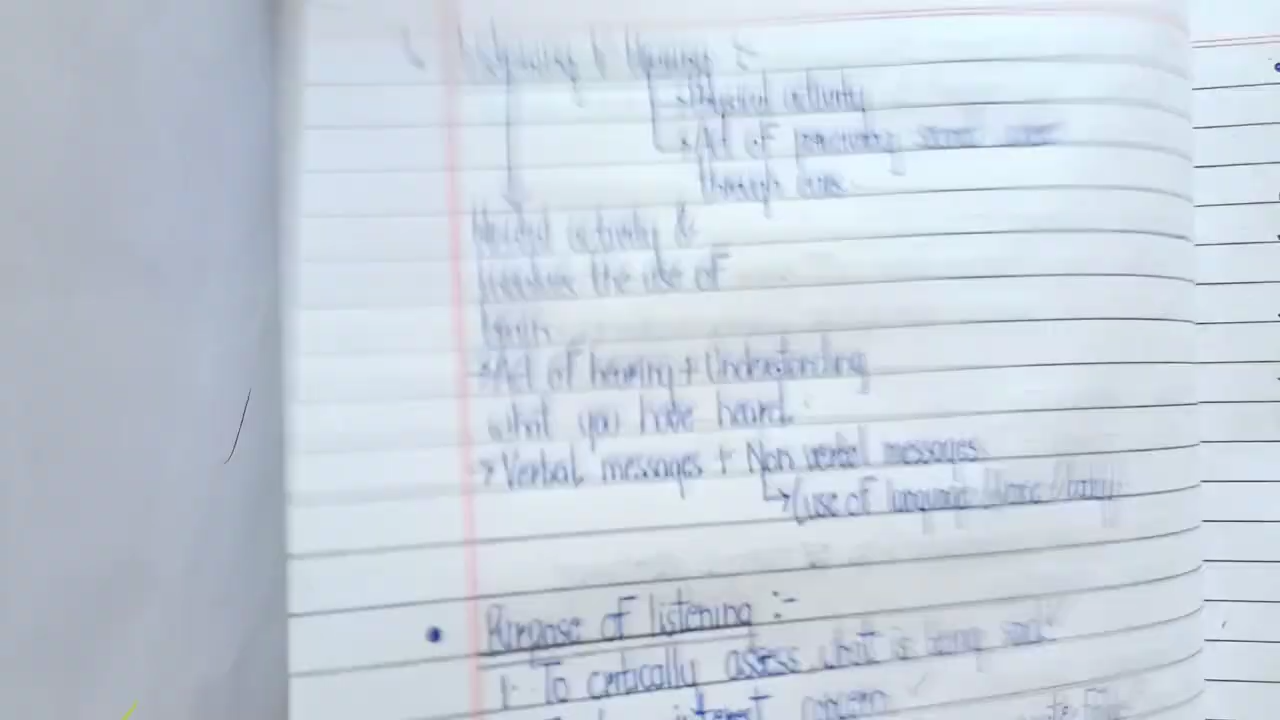 Listening & Hearing :-
→ Physical activity
→ Act of sound
through ears
Mental activity &
involves the use of
brain
→ Act of hearing + Understanding
what you have heard.
→ Verbal messages + Non verbal messages
→ (use of language
• Purpose of listening :-
1- To critically assess what is being said
interest concern